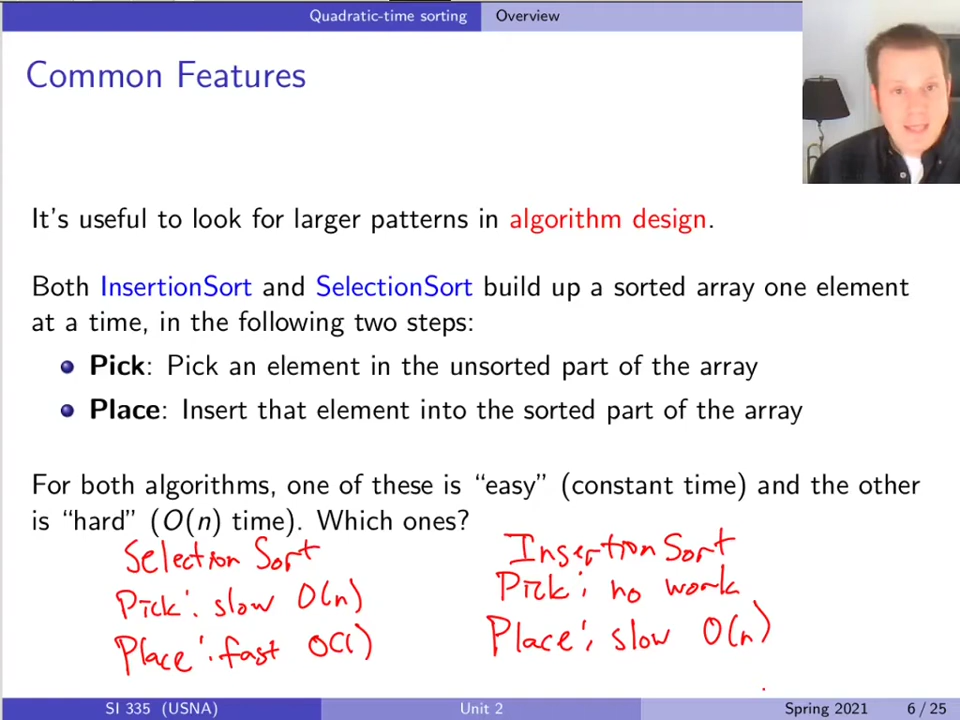 Quadratic-time sorting Overview
Common Features
It's useful to look for larger patterns in algorithm design.
Both InsertionSort and SelectionSort build up a sorted array one element
at a time, in the following two steps:
Pick: Pick an element in the unsorted part of the array
Place: Insert that element into the sorted part of the array
For both algorithms, one of these is “easy” (constant time) and the other
is “hard” (O(n) time). Which ones?
Selection Sort
Pick: slow O(n)
Place: fast O(1)
Insertion Sort
Pick: no work
Place: slow O(n)
SI 335 (USNA) Unit 2 Spring 2021 6 / 25